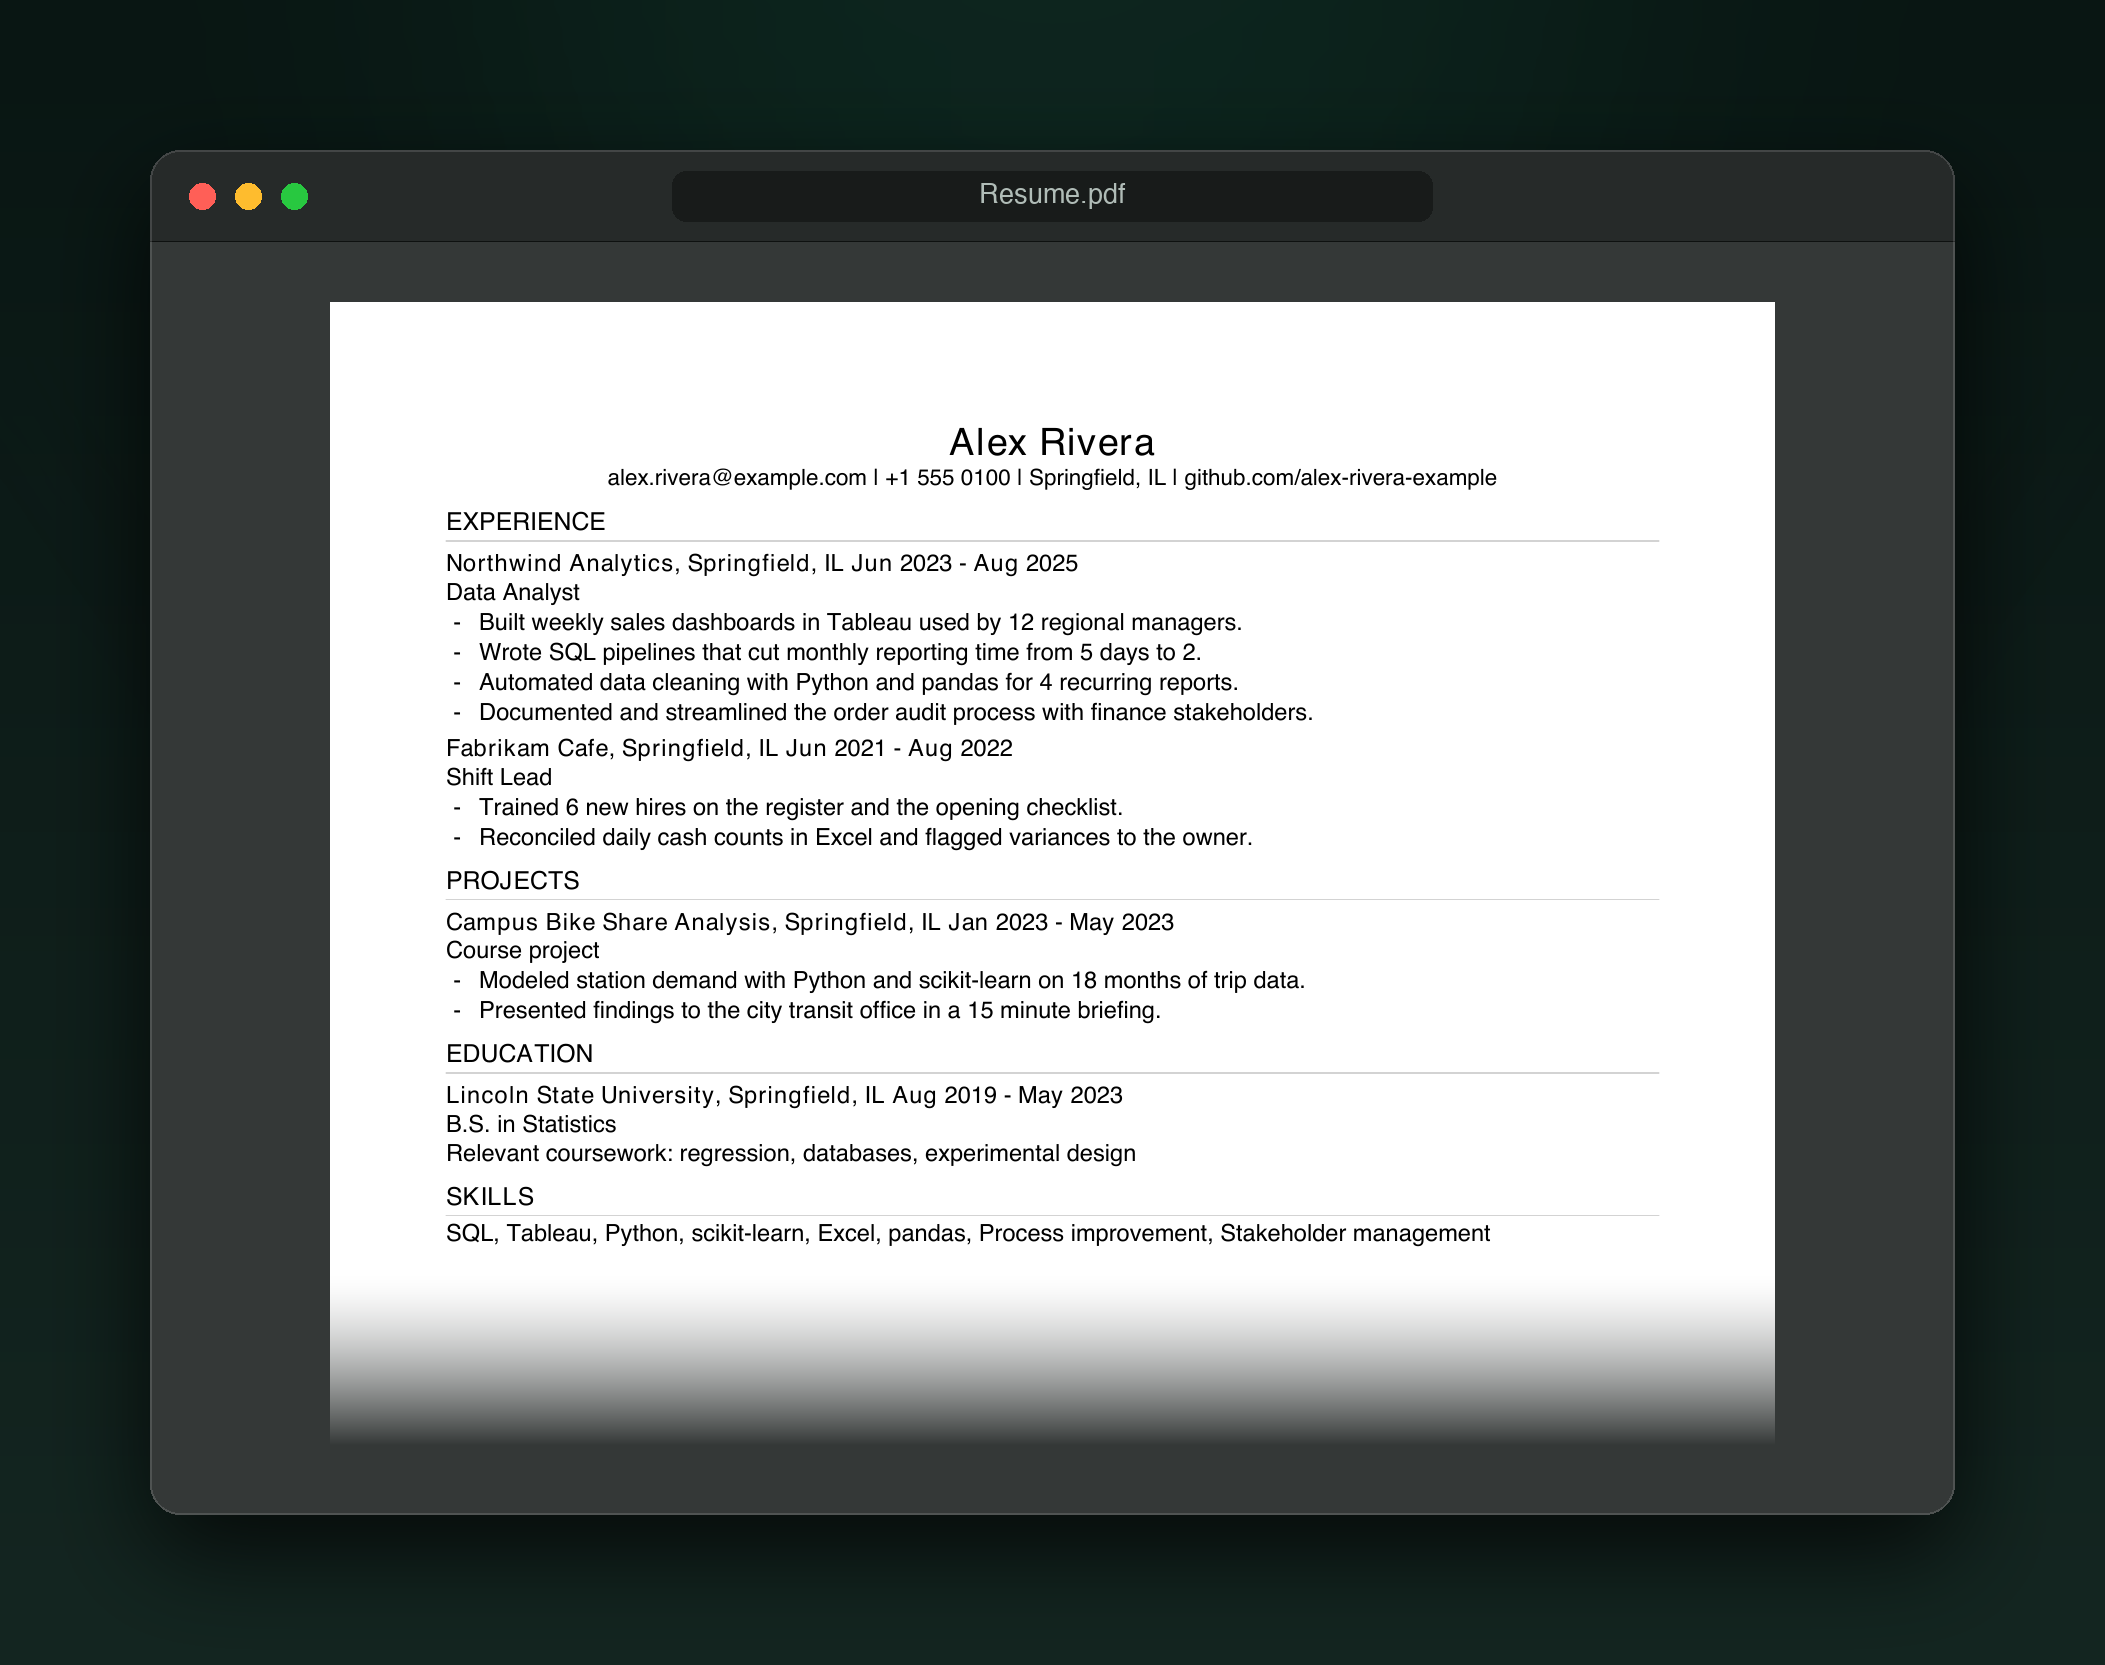 Resume.pdf
Alex Rivera
alex.rivera@example.com | +1 555 0100 | Springfield, IL | github.com/alex-rivera-example
EXPERIENCE
Northwind Analytics, Springfield, IL Jun 2023 - Aug 2025
Data Analyst
- Built weekly sales dashboards in Tableau used by 12 regional managers.
- Wrote SQL pipelines that cut monthly reporting time from 5 days to 2.
- Automated data cleaning with Python and pandas for 4 recurring reports.
- Documented and streamlined the order audit process with finance stakeholders.
Fabrikam Cafe, Springfield, IL Jun 2021 - Aug 2022
Shift Lead
- Trained 6 new hires on the register and the opening checklist.
- Reconciled daily cash counts in Excel and flagged variances to the owner.
PROJECTS
Campus Bike Share Analysis, Springfield, IL Jan 2023 - May 2023
Course project
- Modeled station demand with Python and scikit-learn on 18 months of trip data.
- Presented findings to the city transit office in a 15 minute briefing.
EDUCATION
Lincoln State University, Springfield, IL Aug 2019 - May 2023
B.S. in Statistics
Relevant coursework: regression, databases, experimental design
SKILLS
SQL, Tableau, Python, scikit-learn, Excel, pandas, Process improvement, Stakeholder management